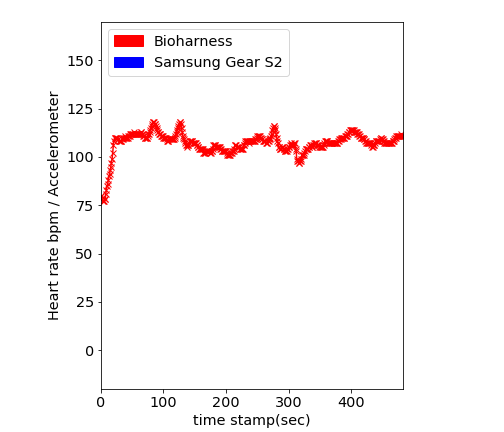 Bioharness
Samsung Gear S2
150
125
100
75
50
25
0
Heart rate bpm / Accelerometer
0 100 200 300 400
time stamp(sec)